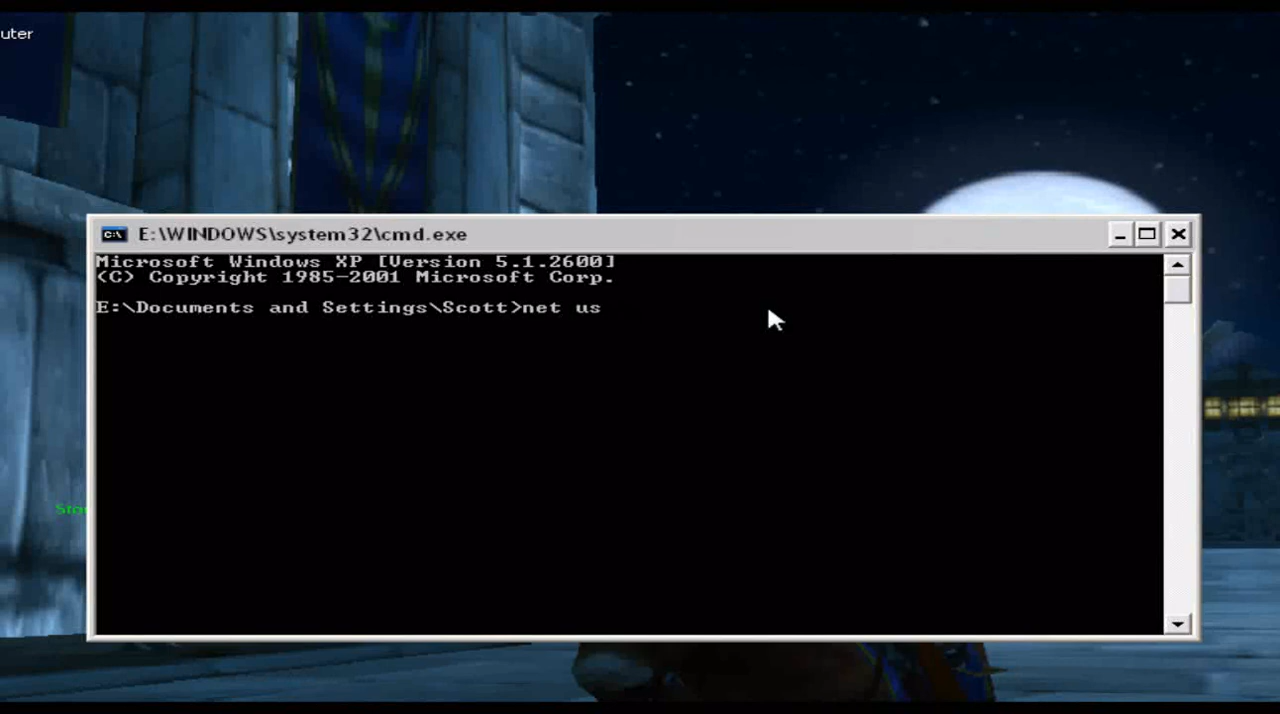 uter
E:\WINDOWS\system32\cmd.exe
Microsoft Windows XP [Version 5.1.2600]
(C) Copyright 1985-2001 Microsoft Corp.
E:\Documents and Settings\Scott>net us